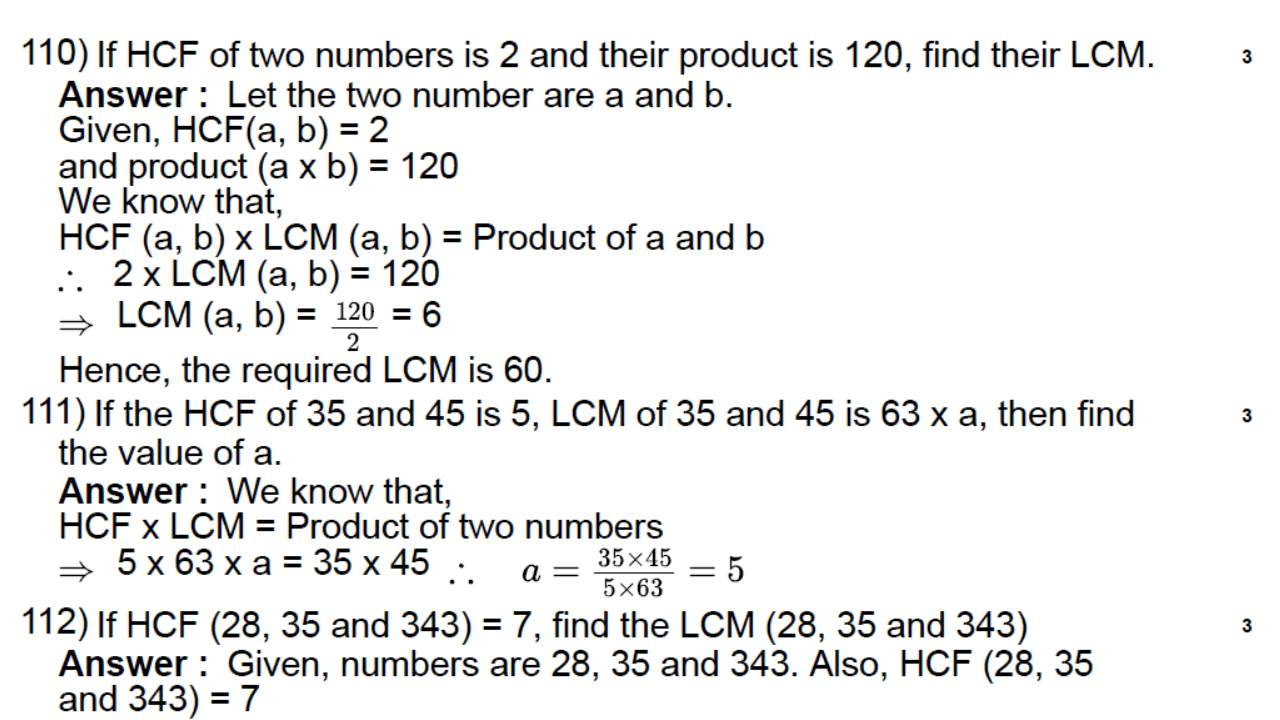 110) If HCF of two numbers is 2 and their product is 120, find their LCM. 3
Answer : Let the two number are a and b.
Given, HCF(a, b) = 2
and product (a x b) = 120
We know that,
HCF (a, b) x LCM (a, b) = Product of a and b
∴ 2 x LCM (a, b) = 120
⇒ LCM (a, b) = 120/2 = 6
Hence, the required LCM is 60.
111) If the HCF of 35 and 45 is 5, LCM of 35 and 45 is 63 x a, then find 3
the value of a.
Answer : We know that,
HCF x LCM = Product of two numbers
⇒ 5 x 63 x a = 35 x 45 ∴ a = 35×45/5×63 = 5
112) If HCF (28, 35 and 343) = 7, find the LCM (28, 35 and 343) 3
Answer : Given, numbers are 28, 35 and 343. Also, HCF (28, 35
and 343) = 7